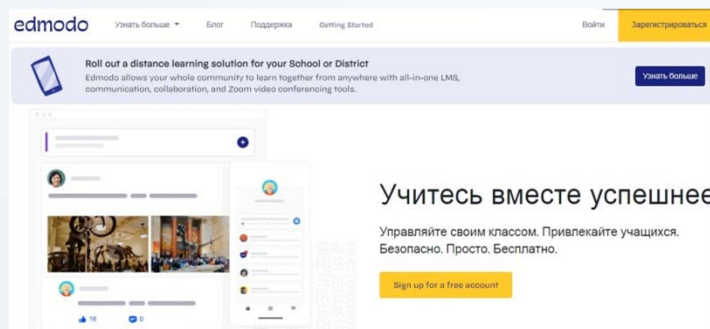 edmodo
Узнать больше
Блог
Поддержка
Getting Started
Войти
Зарегистрироваться
Roll out a distance learning solution for your School or District
Edmodo allows your whole community to learn together from anywhere with all-in-one LMS,
communication, collaboration, and Zoom video conferencing tools.
Узнать больше
Учитесь вместе успешнее
Управляйте своим классом. Привлекайте учащихся.
Безопасно. Просто. Бесплатно.
Sign up for a free account
16
0